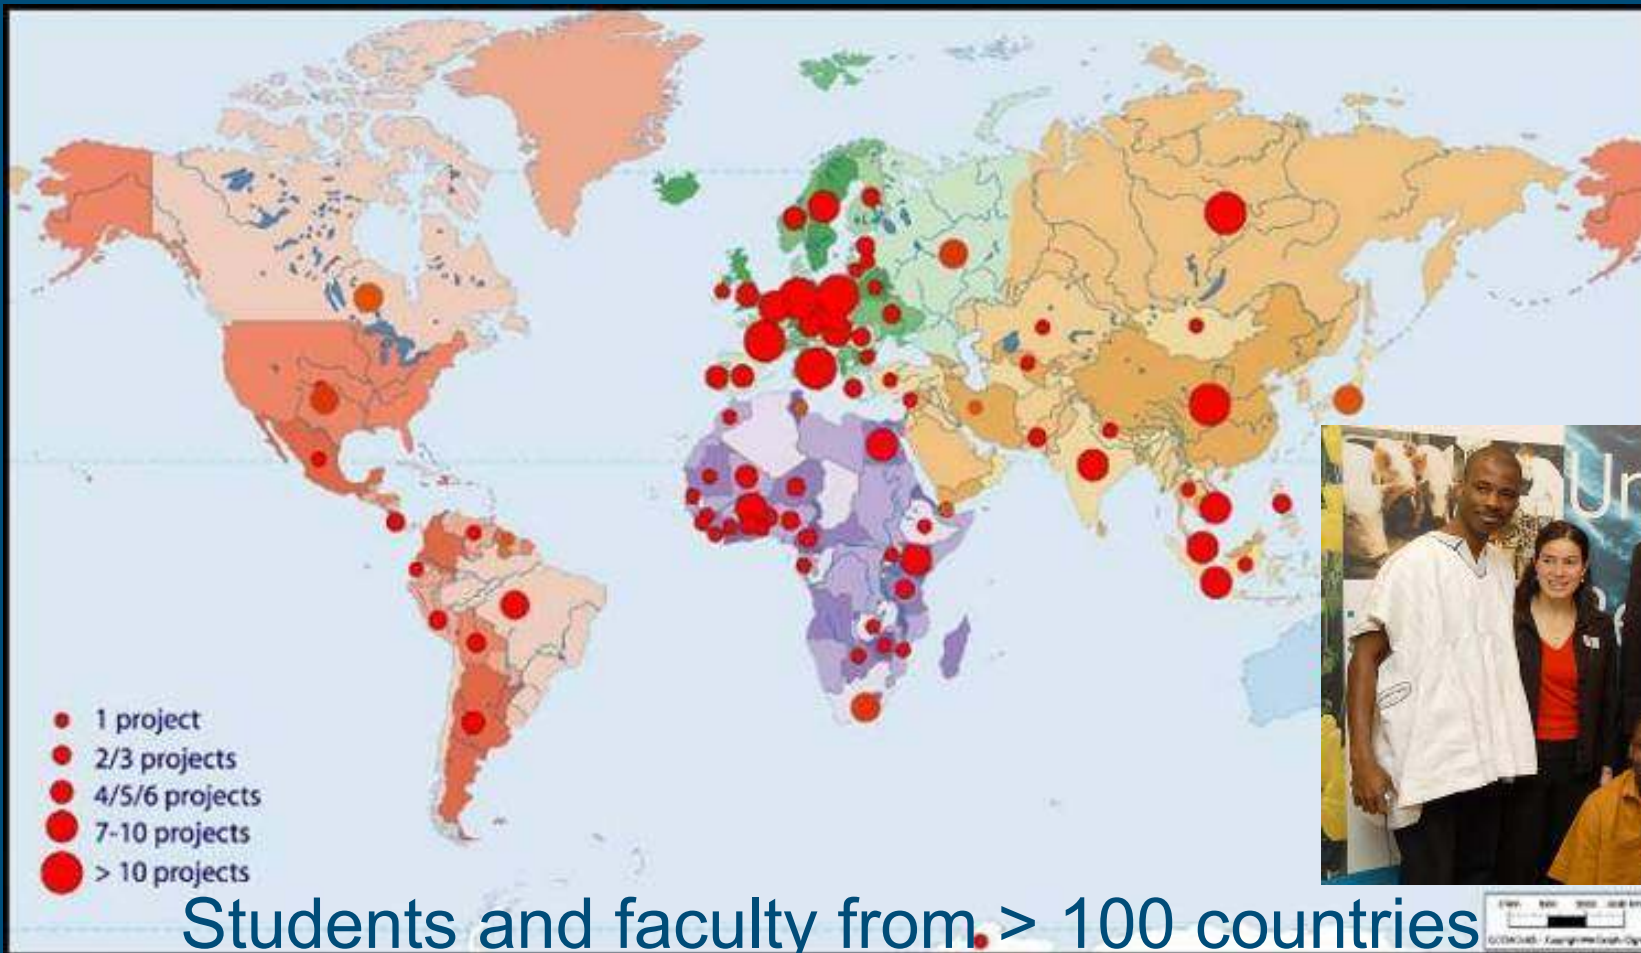 1 project
2/3 projects
4/5/6 projects
7-10 projects
> 10 projects
Students and faculty from > 100 countries